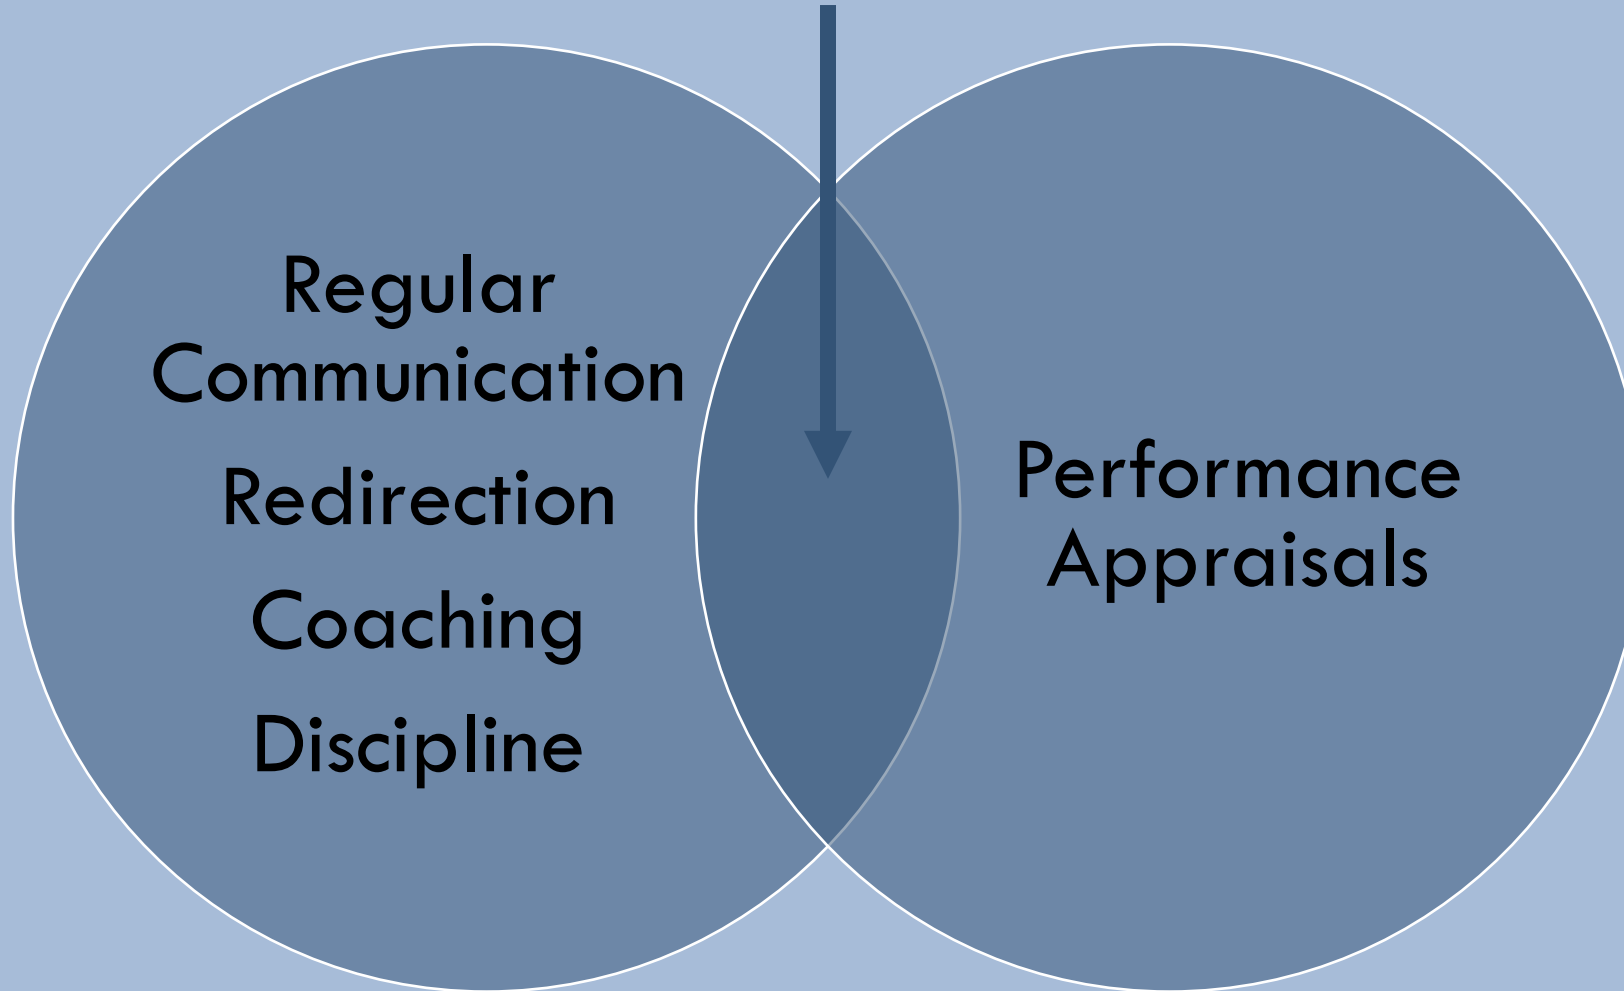 Regular
Communication
Redirection
Coaching
Discipline
Performance
Appraisals